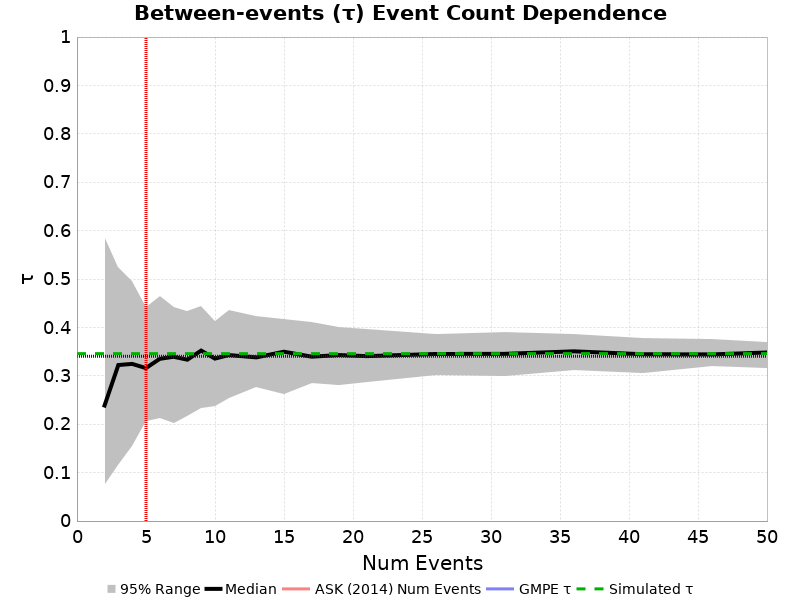 Between-events (τ) Event Count Dependence
1
0.9
0.8
0.7
0.6
0.5
0.4
0.3
0.2
0.1
0
τ
0 5 10 15 20 25 30 35 40 45 50
Num Events
95% Range Median ASK (2014) Num Events GMPE τ Simulated τ